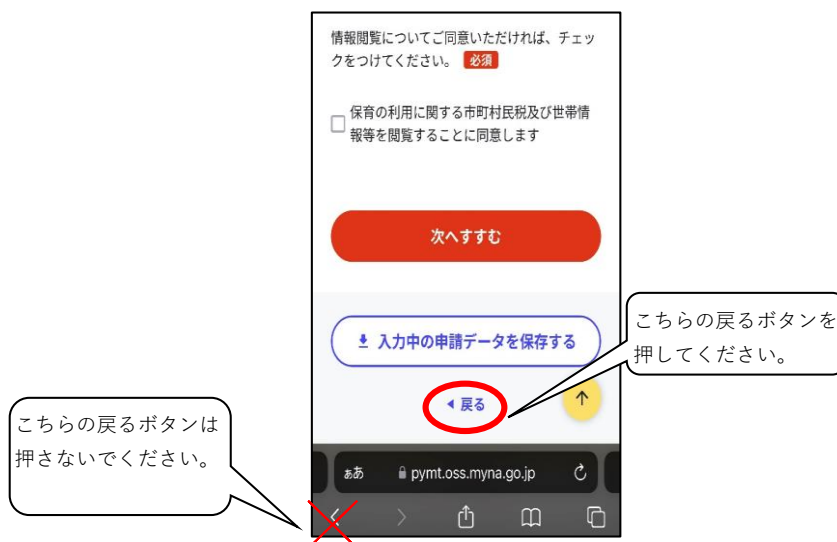 情報閲覧についてご同意いただければ、チェッ
クをつけてください。 必須
保育の利用に関する市町村民税及び世帯情
報等を閲覧することに同意します
次へすすむ
入力中の申請データを保存する
戻る
こちらの戻るボタンを
押してください。
こちらの戻るボタンは
押さないでください。
ぁあ pymt.oss.myna.go.jp